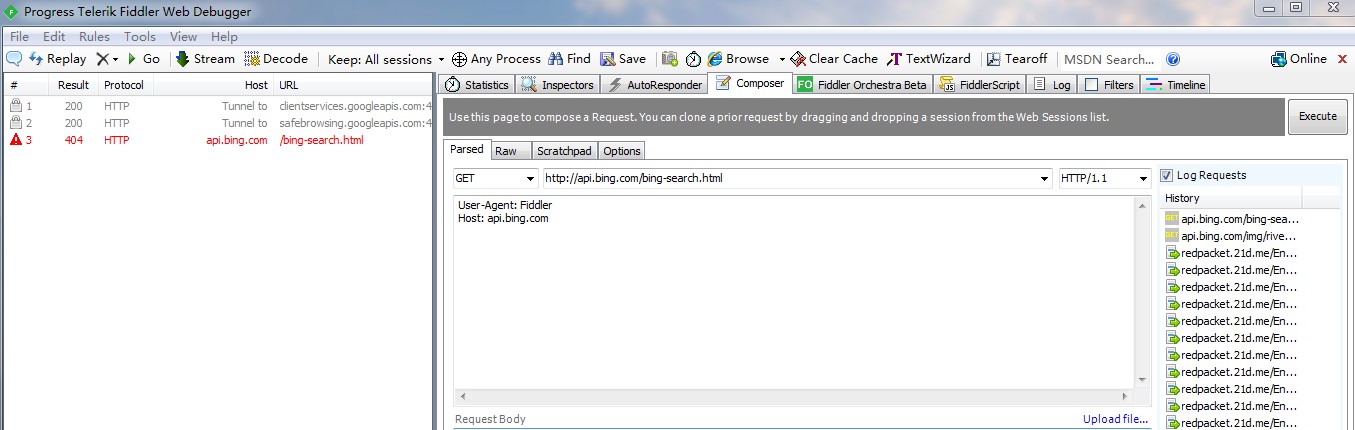 Progress Telerik Fiddler Web Debugger
File Edit Rules Tools View Help
Replay Go Stream Decode Keep: All sessions Any Process Find Save Browse Clear Cache TextWizard Tearoff MSDN Search... Online
# Result Protocol Host URL
1 200 HTTP Tunnel to clientservices.googleapis.com:4
2 200 HTTP Tunnel to safebrowsing.googleapis.com:4
3 404 HTTP api.bing.com /bing-search.html
Statistics Inspectors AutoResponder Composer FO Fiddler Orchestra Beta FiddlerScript Log Filters Timeline
Use this page to compose a Request. You can clone a prior request by dragging and dropping a session from the Web Sessions list.
Execute
Parsed Raw Scratchpad Options
GET http://api.bing.com/bing-search.html HTTP/1.1
User-Agent: Fiddler
Host: api.bing.com
Request Body Upload file...
Log Requests
History
api.bing.com/bing-sea...
api.bing.com/img/rive...
redpacket.21d.me/En...
redpacket.21d.me/En...
redpacket.21d.me/En...
redpacket.21d.me/En...
redpacket.21d.me/En...
redpacket.21d.me/En...
redpacket.21d.me/En...
redpacket.21d.me/En...
redpacket.21d.me/En...
redpacket.21d.me/En...
redpacket.21d.me/En...